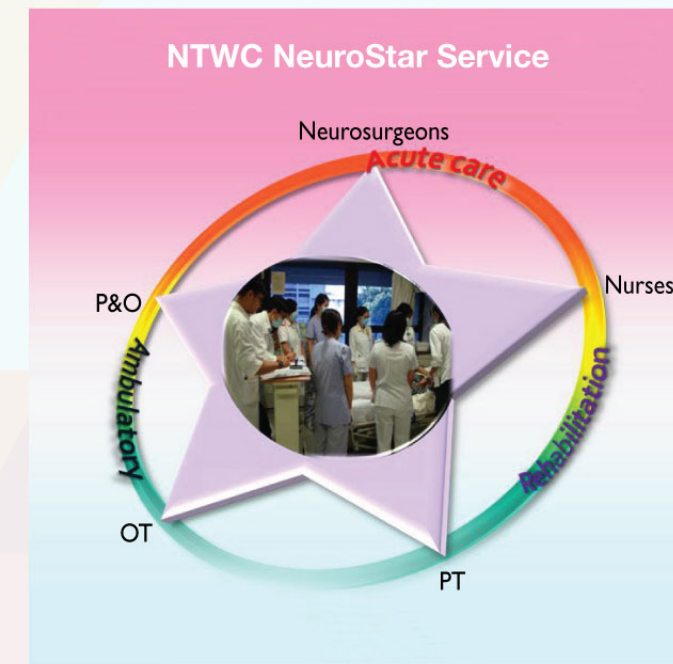 NTWC NeuroStar Service
Neurosurgeons
Acute care
P&O
Nurses
Ambulatory
Rehabilitation
OT
PT